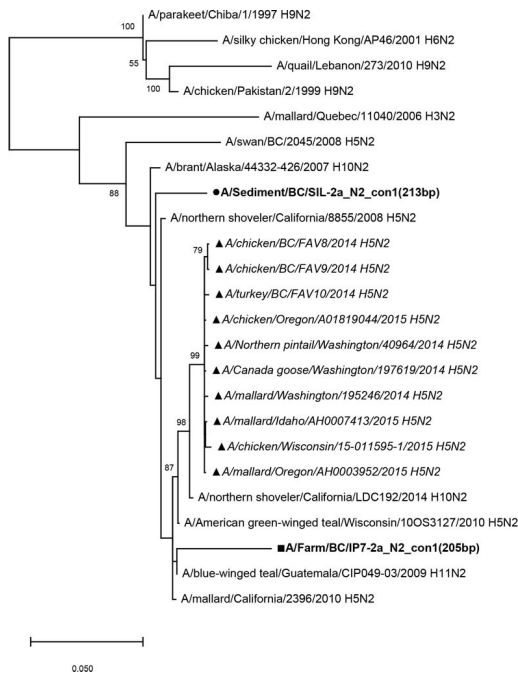 A/parakeet/Chiba/1/1997 H9N2
100
A/silky chicken/Hong Kong/AP46/2001 H6N2
55
A/quail/Lebanon/273/2010 H9N2
100
A/chicken/Pakistan/2/1999 H9N2
A/mallard/Quebec/11040/2006 H3N2
A/swan/BC/2045/2008 H5N2
A/brant/Alaska/44332-426/2007 H10N2
88
●A/Sediment/BC/SIL-2a_N2_con1(213bp)
A/northern shoveler/California/8855/2008 H5N2
79
▲A/chicken/BC/FAV8/2014 H5N2
▲A/chicken/BC/FAV9/2014 H5N2
▲A/turkey/BC/FAV10/2014 H5N2
▲A/chicken/Oregon/A01819044/2015 H5N2
▲A/Northern pintail/Washington/40964/2014 H5N2
99
▲A/Canada goose/Washington/197619/2014 H5N2
▲A/mallard/Washington/195246/2014 H5N2
▲A/mallard/Idaho/AH0007413/2015 H5N2
98
▲A/chicken/Wisconsin/15-011595-1/2015 H5N2
87
▲A/mallard/Oregon/AH0003952/2015 H5N2
A/northern shoveler/California/LDC192/2014 H10N2
A/American green-winged teal/Wisconsin/10OS3127/2010 H5N2
■A/Farm/BC/IP7-2a_N2_con1(205bp)
A/blue-winged teal/Guatemala/CIP049-03/2009 H11N2
A/mallard/California/2396/2010 H5N2
0.050